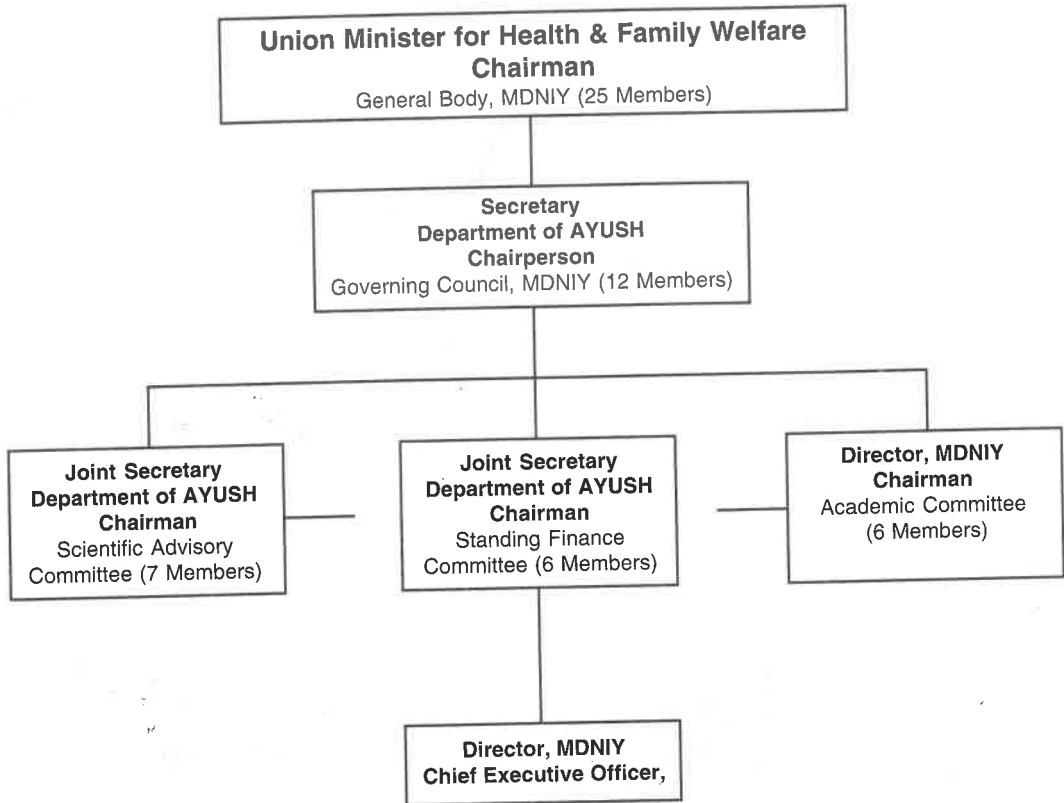 Union Minister for Health & Family Welfare
Chairman
General Body, MDNIY (25 Members)
Secretary
Department of AYUSH
Chairperson
Governing Council, MDNIY (12 Members)
Joint Secretary
Department of AYUSH
Chairman
Scientific Advisory
Committee (7 Members)
Joint Secretary
Department of AYUSH
Chairman
Standing Finance
Committee (6 Members)
Director, MDNIY
Chairman
Academic Committee
(6 Members)
Director, MDNIY
Chief Executive Officer,